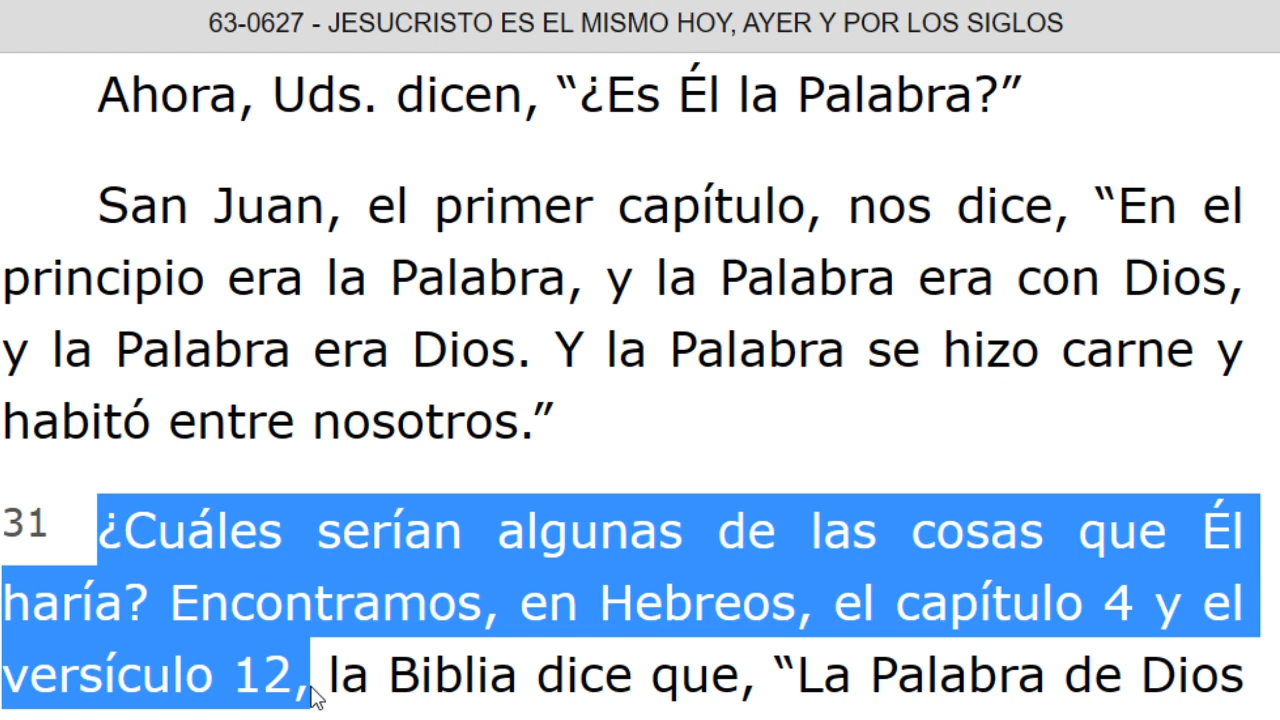 63-0627 - JESUCRISTO ES EL MISMO HOY, AYER Y POR LOS SIGLOS
Ahora, Uds. dicen, “¿Es Él la Palabra?”
San Juan, el primer capítulo, nos dice, “En el
principio era la Palabra, y la Palabra era con Dios,
y la Palabra era Dios. Y la Palabra se hizo carne y
habitó entre nosotros.”
31 ¿Cuáles serían algunas de las cosas que Él
haría? Encontramos, en Hebreos, el capítulo 4 y el
versículo 12, la Biblia dice que, “La Palabra de Dios